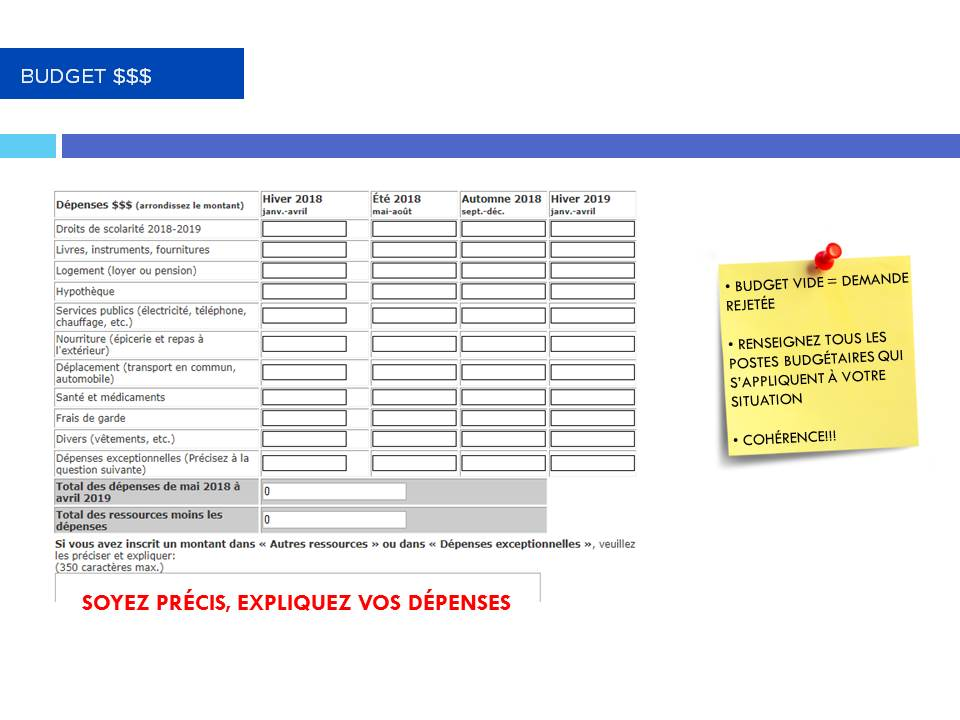 BUDGET $$$
Dépenses $$$ (arrondissez le montant)
Hiver 2018
janv.-avril
Été 2018
mai-août
Automne 2018
sept.-déc.
Hiver 2019
janv.-avril
Droits de scolarité 2018-2019
Livres, instruments, fournitures
Logement (loyer ou pension)
Hypothèque
Services publics (électricité, téléphone,
chauffage, etc.)
Nourriture (épicerie et repas à
l'extérieur)
Déplacement (transport en commun,
automobile)
Santé et médicaments
Frais de garde
Divers (vêtements, etc.)
Dépenses exceptionnelles (Précisez à la
question suivante)
Total des dépenses de mai 2018 à
avril 2019
0
Total des ressources moins les
dépenses
0
Si vous avez inscrit un montant dans « Autres ressources » ou dans « Dépenses exceptionnelles », veuillez
les préciser et expliquer:
(350 caractères max.)
SOYEZ PRÉCIS, EXPLIQUEZ VOS DÉPENSES
• BUDGET VIDE = DEMANDE
REJETÉE
• RENSEIGNEZ TOUS LES
POSTES BUDGÉTAIRES QUI
S'APPLIQUENT À VOTRE
SITUATION
• COHÉRENCE!!!